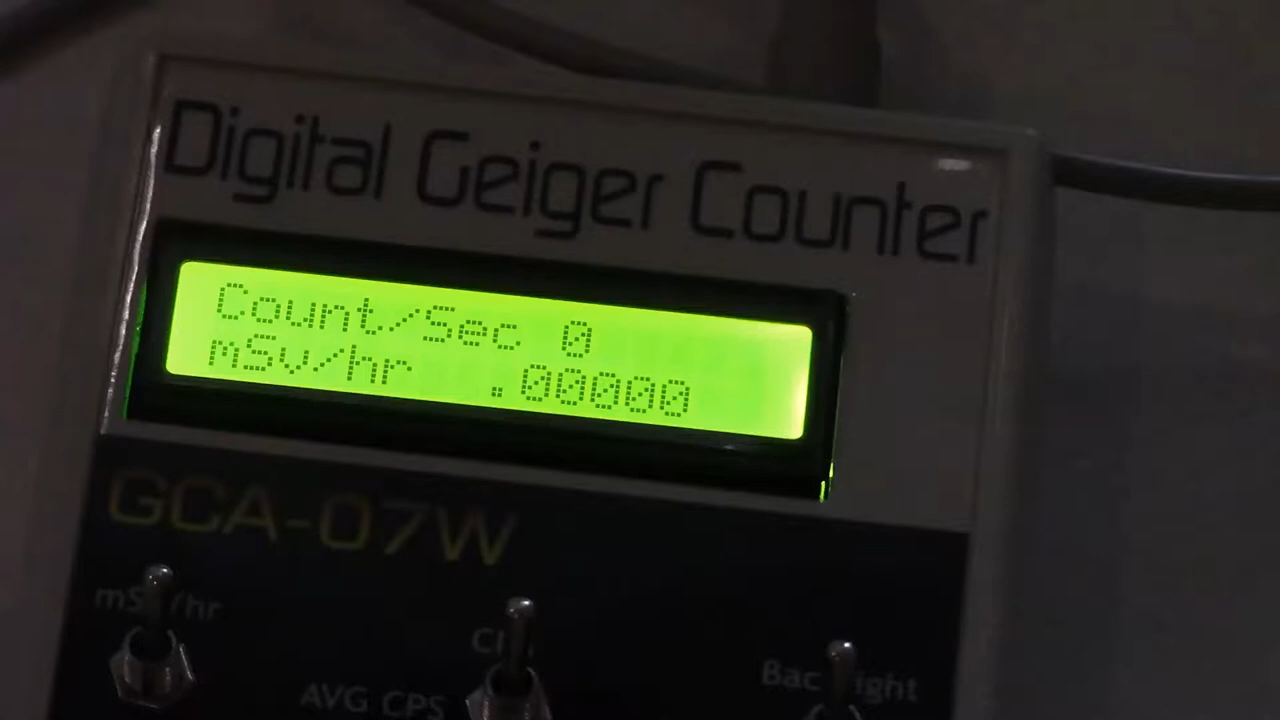 Digital Geiger Counter
Count/Sec 0
mSv/hr .00000
GCA-07W
AVG CPS